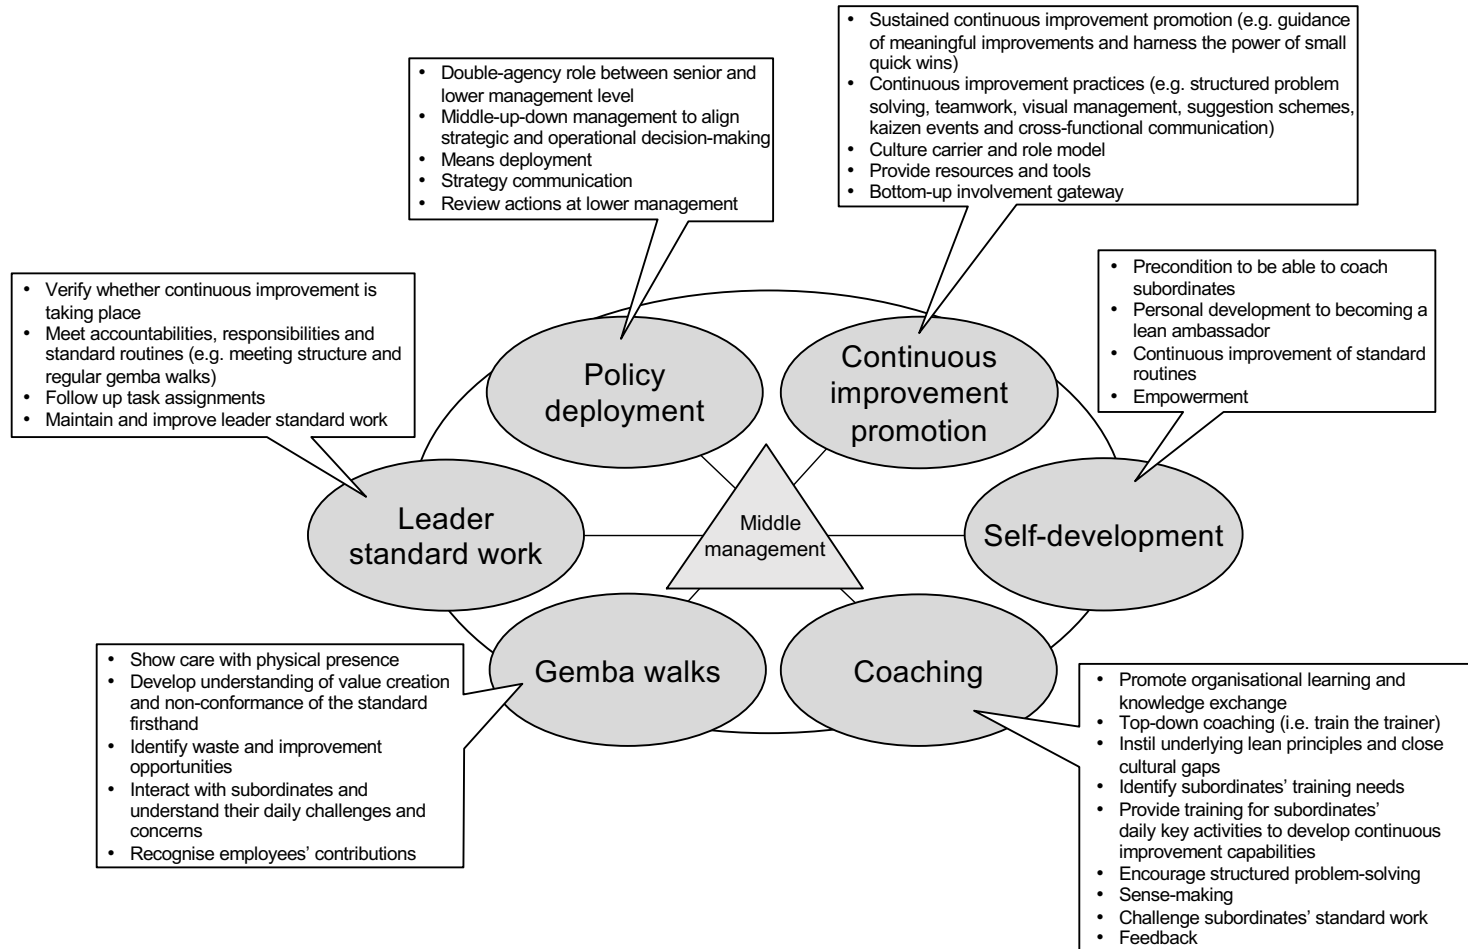 • Sustained continuous improvement promotion (e.g. guidance
of meaningful improvements and harness the power of small
quick wins)
• Continuous improvement practices (e.g. structured problem
solving, teamwork, visual management, suggestion schemes,
kaizen events and cross-functional communication)
• Culture carrier and role model
• Provide resources and tools
• Bottom-up involvement gateway
• Double-agency role between senior and
lower management level
• Middle-up-down management to align
strategic and operational decision-making
• Means deployment
• Strategy communication
• Review actions at lower management
• Precondition to be able to coach
subordinates
• Personal development to becoming a
lean ambassador
• Continuous improvement of standard
routines
• Empowerment
• Verify whether continuous improvement is
taking place
• Meet accountabilities, responsibilities and
standard routines (e.g. meeting structure and
regular gemba walks)
• Follow up task assignments
• Maintain and improve leader standard work
Policy
deployment
Continuous
improvement
promotion
Leader
standard work
Middle
management
Self-development
Gemba walks
Coaching
• Show care with physical presence
• Develop understanding of value creation
and non-conformance of the standard
firsthand
• Identify waste and improvement
opportunities
• Interact with subordinates and
understand their daily challenges and
concerns
• Recognise employees’ contributions
• Promote organisational learning and
knowledge exchange
• Top-down coaching (i.e. train the trainer)
• Instil underlying lean principles and close
cultural gaps
• Identify subordinates’ training needs
• Provide training for subordinates’
daily key activities to develop continuous
improvement capabilities
• Encourage structured problem-solving
• Sense-making
• Challenge subordinates’ standard work
• Feedback